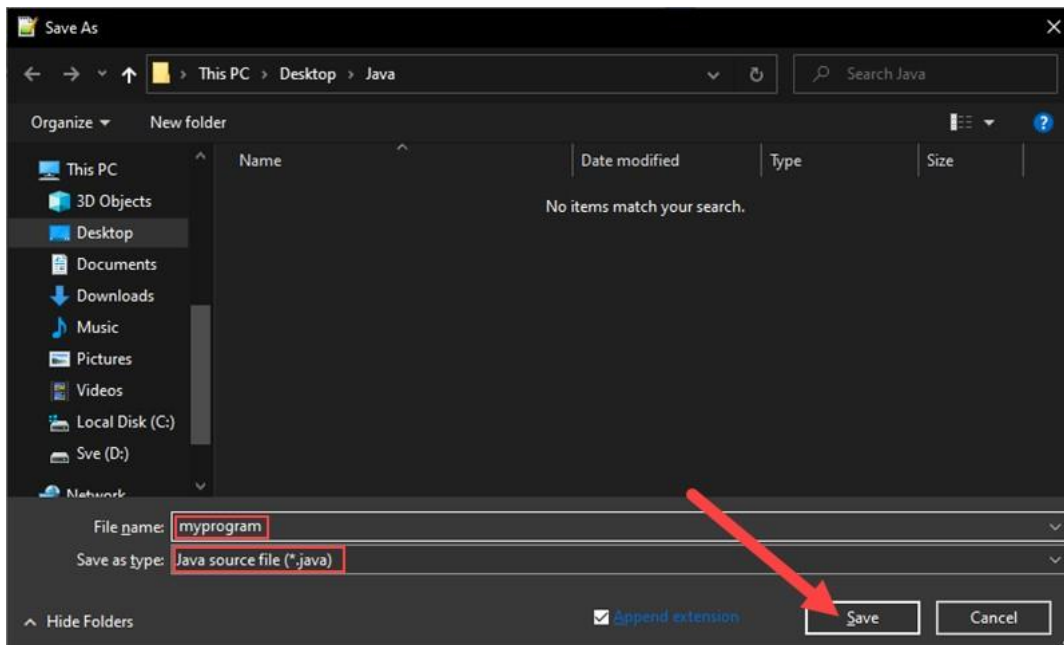 Save As
This PC > Desktop > Java
Search Java
Organize
New folder
Name
Date modified
Type
Size
No items match your search.
This PC
3D Objects
Desktop
Documents
Downloads
Music
Pictures
Videos
Local Disk (C:)
Sve (D:)
Network
File name: myprogram
Save as type: Java source file (*.java)
Hide Folders
Append extension
Save
Cancel